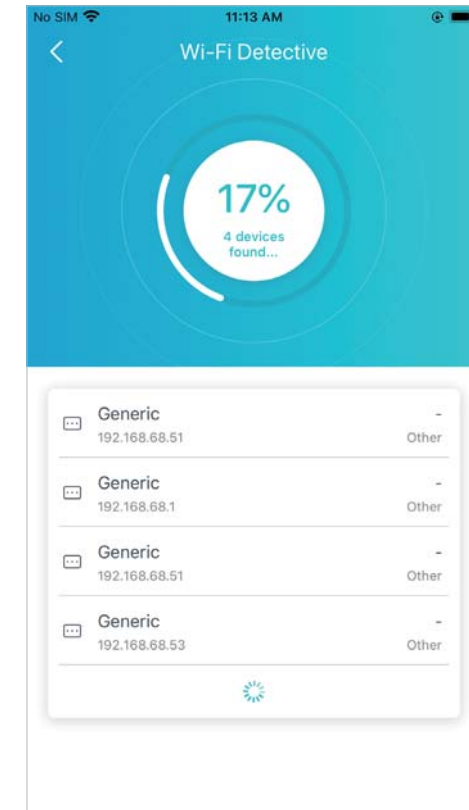 No SIM 11:13 AM
Wi-Fi Detective
17%
4 devices
found...
Generic -
192.168.68.51 Other
Generic -
192.168.68.1 Other
Generic -
192.168.68.51 Other
Generic -
192.168.68.53 Other